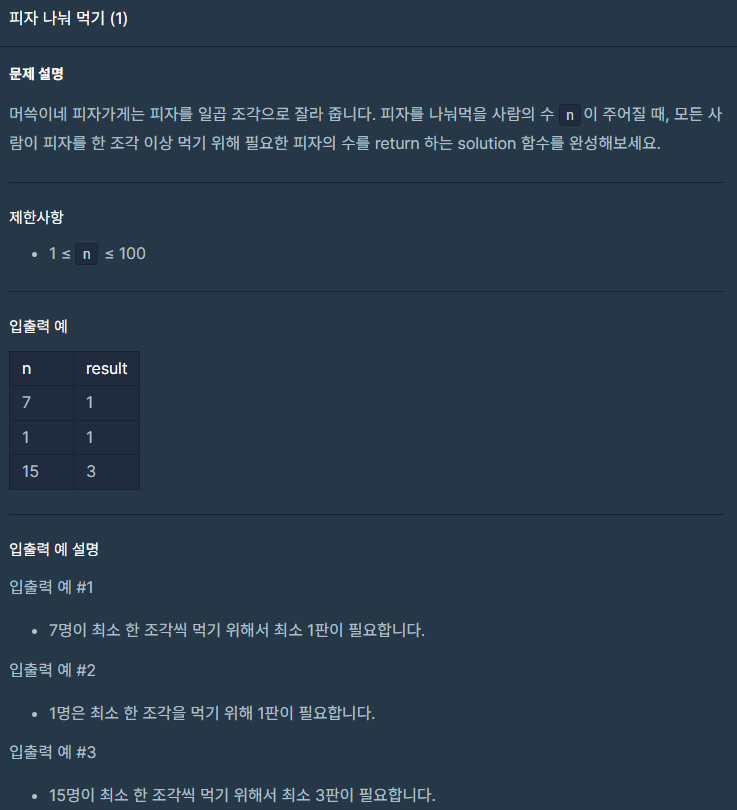 피자 나눠 먹기 (1)
문제 설명
머쓱이네 피자가게는 피자를 일곱 조각으로 잘라 줍니다. 피자를 나눠먹을 사람의 수 n이 주어질 때, 모든 사
람이 피자를 한 조각 이상 먹기 위해 필요한 피자의 수를 return 하는 solution 함수를 완성해보세요.
제한사항
• 1 ≤ n ≤ 100
입출력 예
n result
7 1
1 1
15 3
입출력 예 설명
입출력 예 #1
• 7명이 최소 한 조각씩 먹기 위해서 최소 1판이 필요합니다.
입출력 예 #2
• 1명은 최소 한 조각을 먹기 위해 1판이 필요합니다.
입출력 예 #3
• 15명이 최소 한 조각씩 먹기 위해서 최소 3판이 필요합니다.